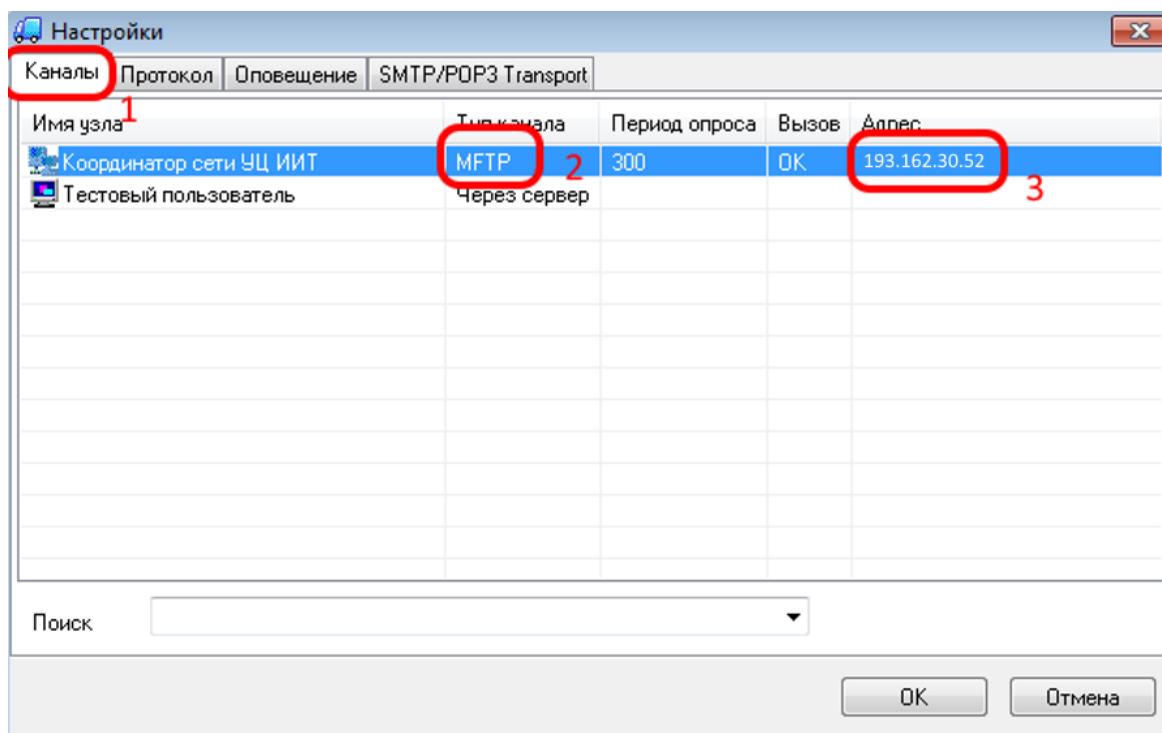 Настройки
Каналы Протокол Оповещение SMTP/POP3 Transport
1
Имя узла Тип канала Период опроса Вызов Адрес
Координатор сети УЦ ИИТ MFTP 2 300 OK 193.162.30.52
3
Тестовый пользователь Через сервер
Поиск
OK Отмена